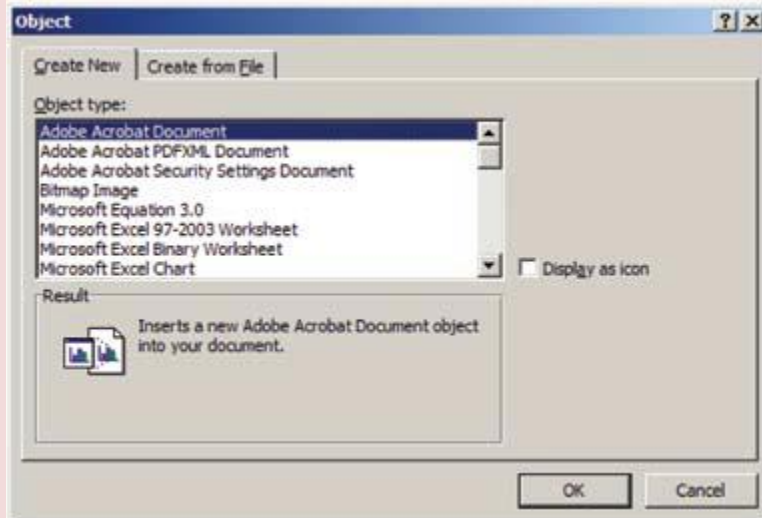 Object
Create New
Create from File
Object type:
Adobe Acrobat Document
Adobe Acrobat PDFXML Document
Adobe Acrobat Security Settings Document
Bitmap Image
Microsoft Equation 3.0
Microsoft Excel 97-2003 Worksheet
Microsoft Excel Binary Worksheet
Microsoft Excel Chart
Display as icon
Result
Inserts a new Adobe Acrobat Document object
into your document.
OK
Cancel